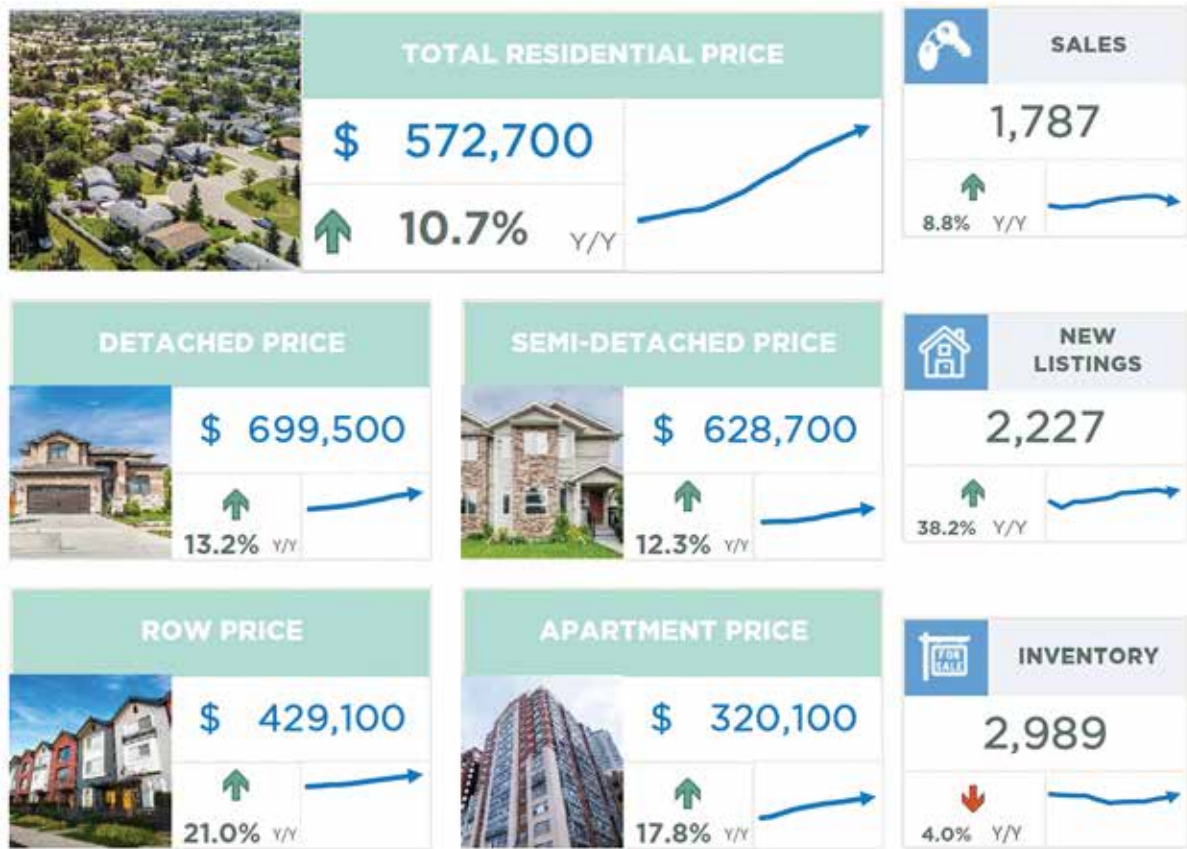 TOTAL RESIDENTIAL PRICE
$ 572,700
10.7% Y/Y
SALES
1,787
8.8% Y/Y
DETACHED PRICE
$ 699,500
13.2% Y/Y
SEMI-DETACHED PRICE
$ 628,700
12.3% Y/Y
NEW
LISTINGS
2,227
38.2% Y/Y
ROW PRICE
$ 429,100
21.0% Y/Y
APARTMENT PRICE
$ 320,100
17.8% Y/Y
FOR
SALE
INVENTORY
2,989
4.0% Y/Y